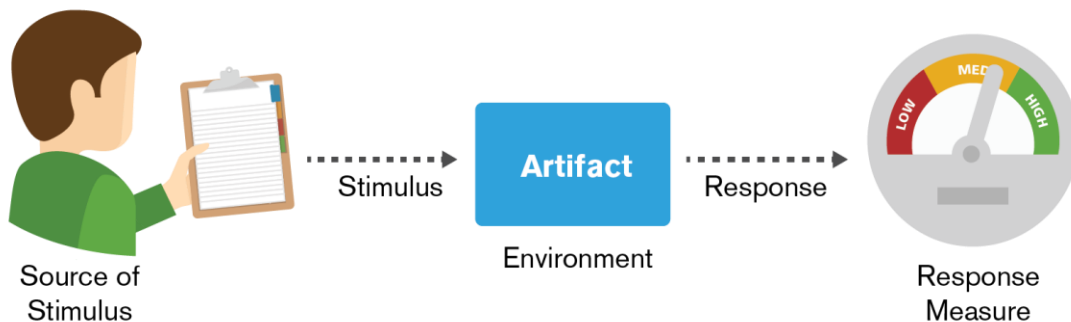 Source of
Stimulus
Stimulus
Artifact
Environment
Response
LOW
MED
HIGH
Response
Measure